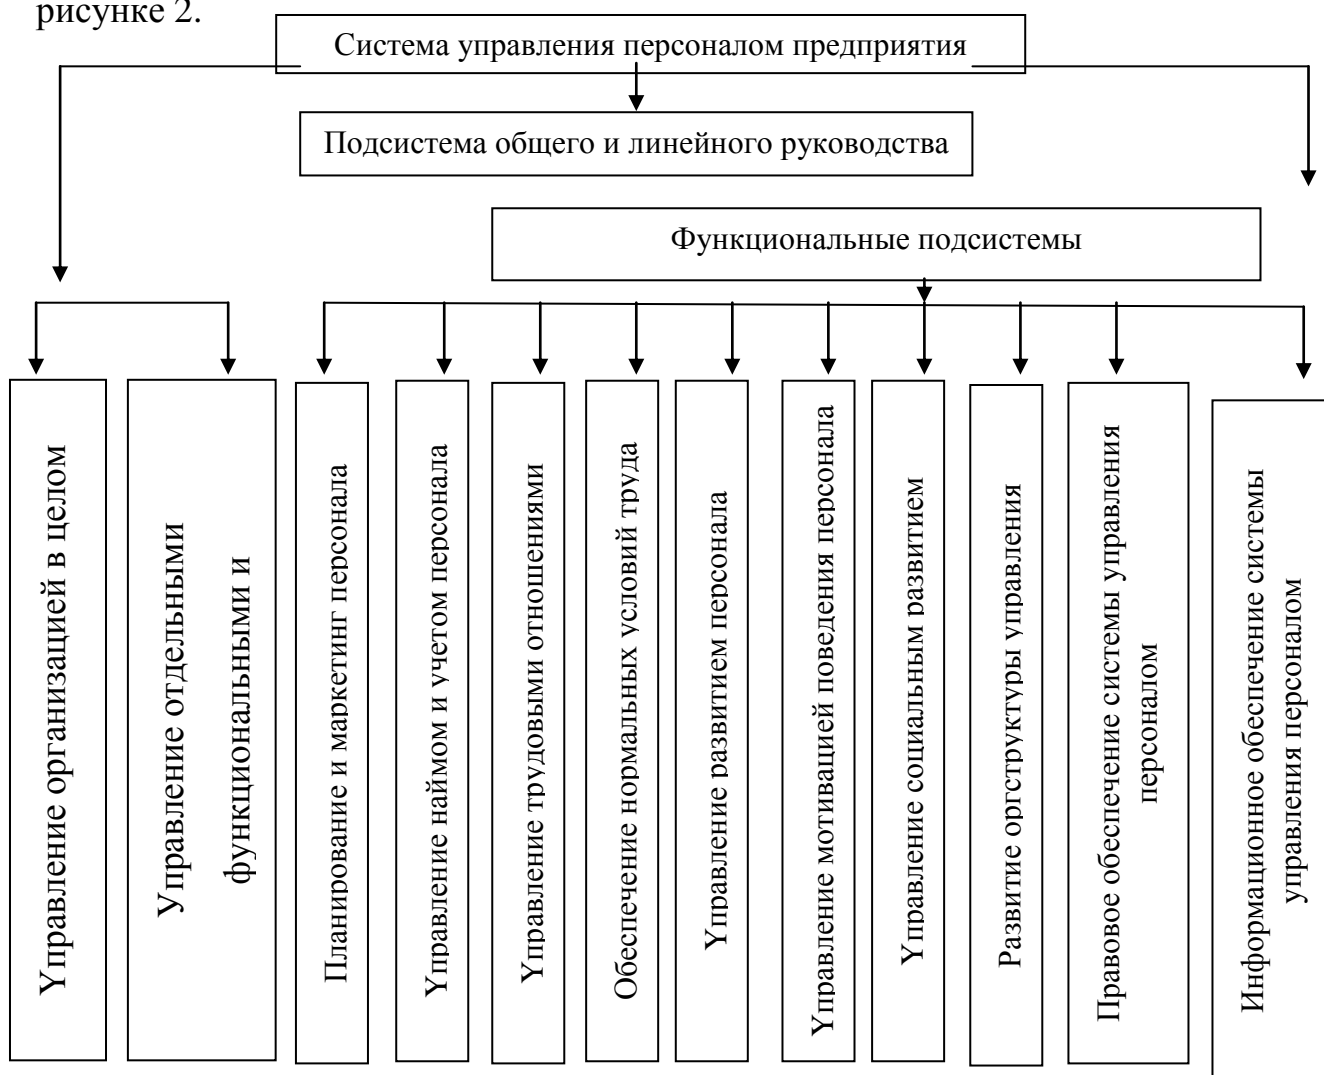 рисунке 2.
Система управления персоналом предприятия
Подсистема общего и линейного руководства
Функциональные подсистемы
Управление организацией в целом
Управление отдельными
функциональными и
Планирование и маркетинг персонала
Управление наймом и учетом персонала
Управление трудовыми отношениями
Обеспечение нормальных условий труда
Управление развитием персонала
Управление мотивацией поведения персонала
Управление социальным развитием
Развитие оргструктуры управления
Правовое обеспечение системы управления
персоналом
Информационное обеспечение системы
управления персоналом